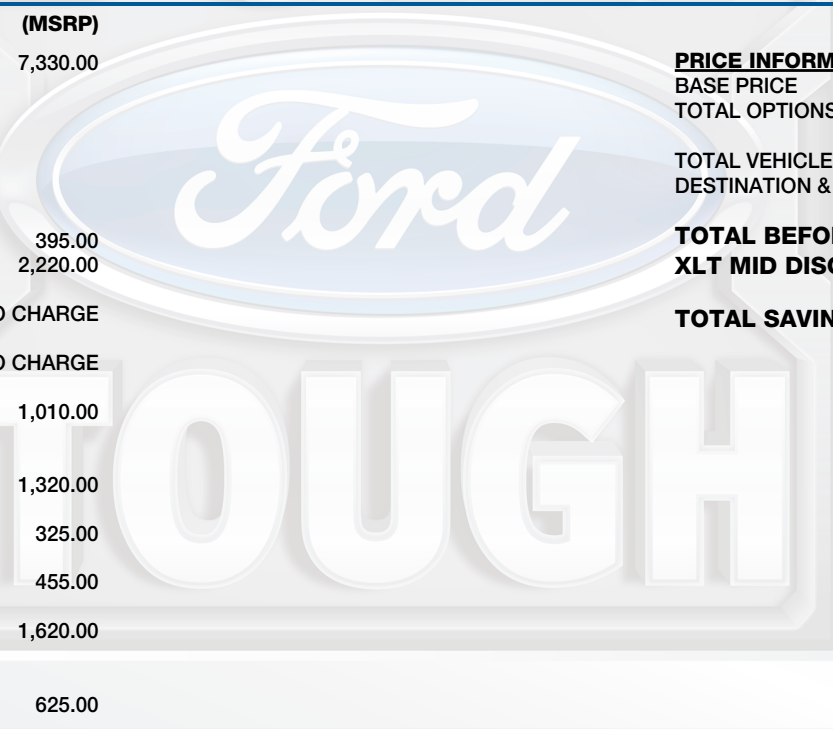 (MSRP)
7,330.00
395.00
2,220.00
CHARGE
CHARGE
1,010.00
1,320.00
325.00
455.00
1,620.00
625.00
Ford
TOUGH
PRICE INFORM
BASE PRICE
TOTAL OPTIONS
TOTAL VEHICLE
DESTINATION &
TOTAL BEFO
XLT MID DISC
TOTAL SAVIN